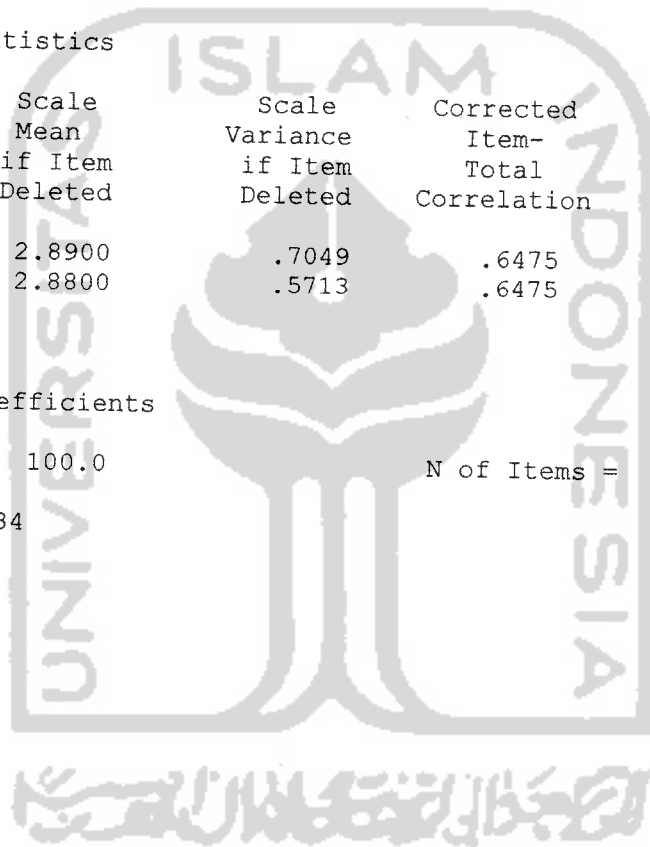 tistics
Scale Scale Corrected
Mean Variance Item-
if Item if Item Total
Deleted Deleted Correlation
2.8900 .7049 .6475
2.8800 .5713 .6475
efficients
100.0 N of Items =
34
ISLAM
UNIVERSITAS
INDONESIA